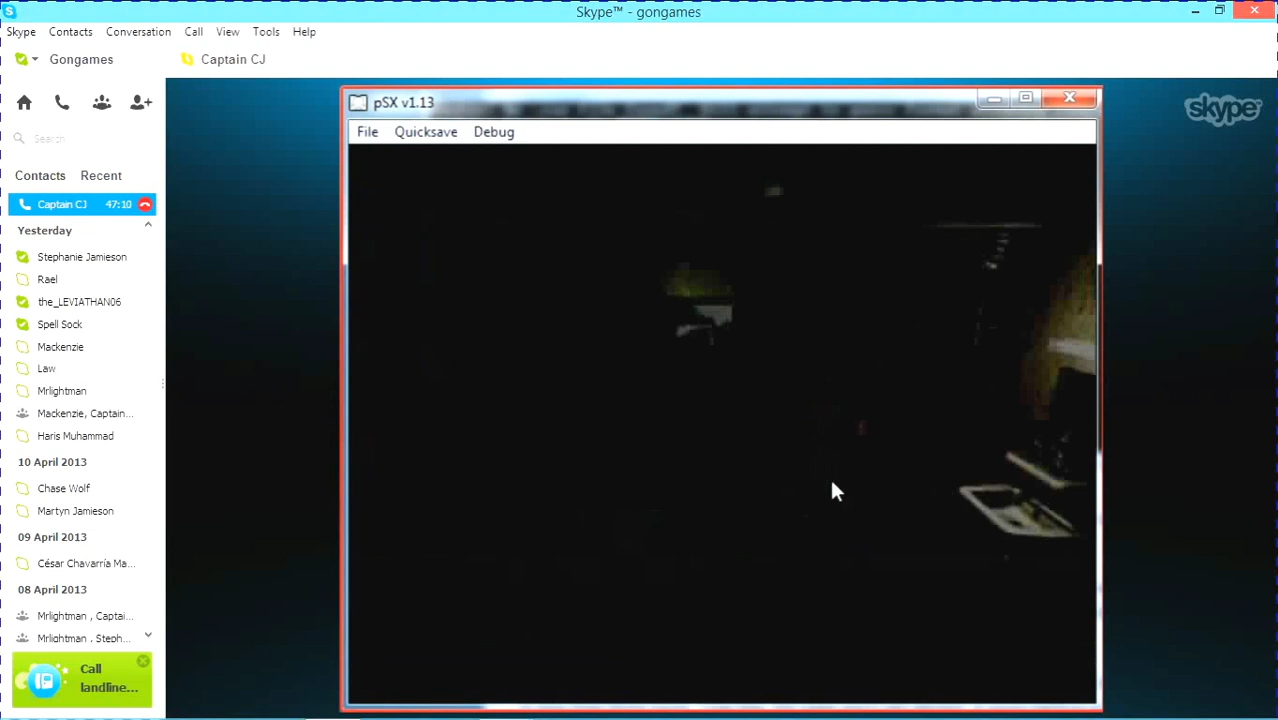 Skype™ - gongames
Skype Contacts Conversation Call View Tools Help
Gongames
Captain CJ
skype
pSX v1.13
File Quicksave Debug
Search
Contacts Recent
Captain CJ 47:10
Yesterday
Stephanie Jamieson
Rael
the_LEVIATHAN06
Spell Sock
Mackenzie
Law
Mrlightman
Mackenzie, Captain...
Haris Muhammad
10 April 2013
Chase Wolf
Martyn Jamieson
09 April 2013
César Chavarría Ma...
08 April 2013
Mrlightman , Captai...
Mrlightman , Steph...
Call
landline...